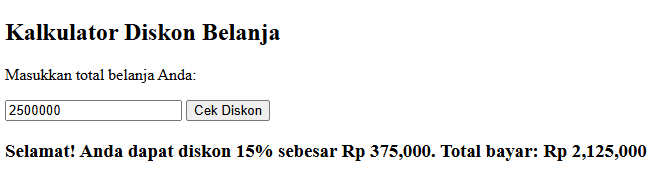 Kalkulator Diskon Belanja
Masukkan total belanja Anda:
2500000 Cek Diskon
Selamat! Anda dapat diskon 15% sebesar Rp 375,000. Total bayar: Rp 2,125,000